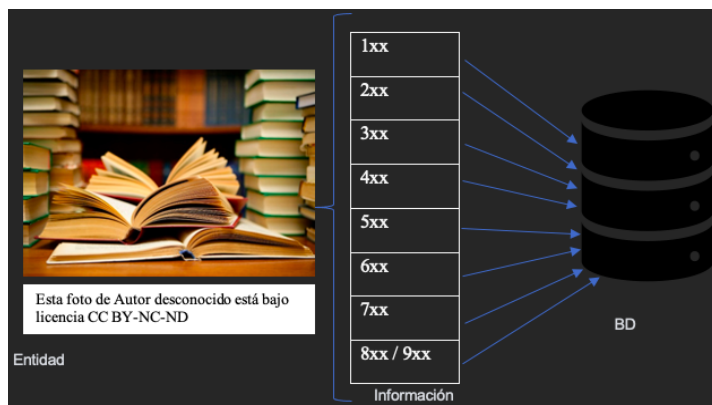 1xx
2xx
3xx
4xx
5xx
6xx
7xx
8xx / 9xx
Esta foto de Autor desconocido está bajo
licencia CC BY-NC-ND
Entidad
Información
BD